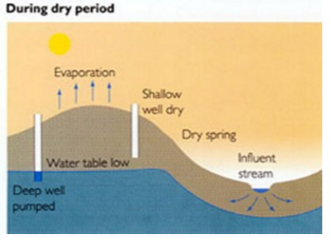 During dry period
Evaporation
Shallow
well dry
Dry spring
Influent
stream
Water table low
Deep well
pumped